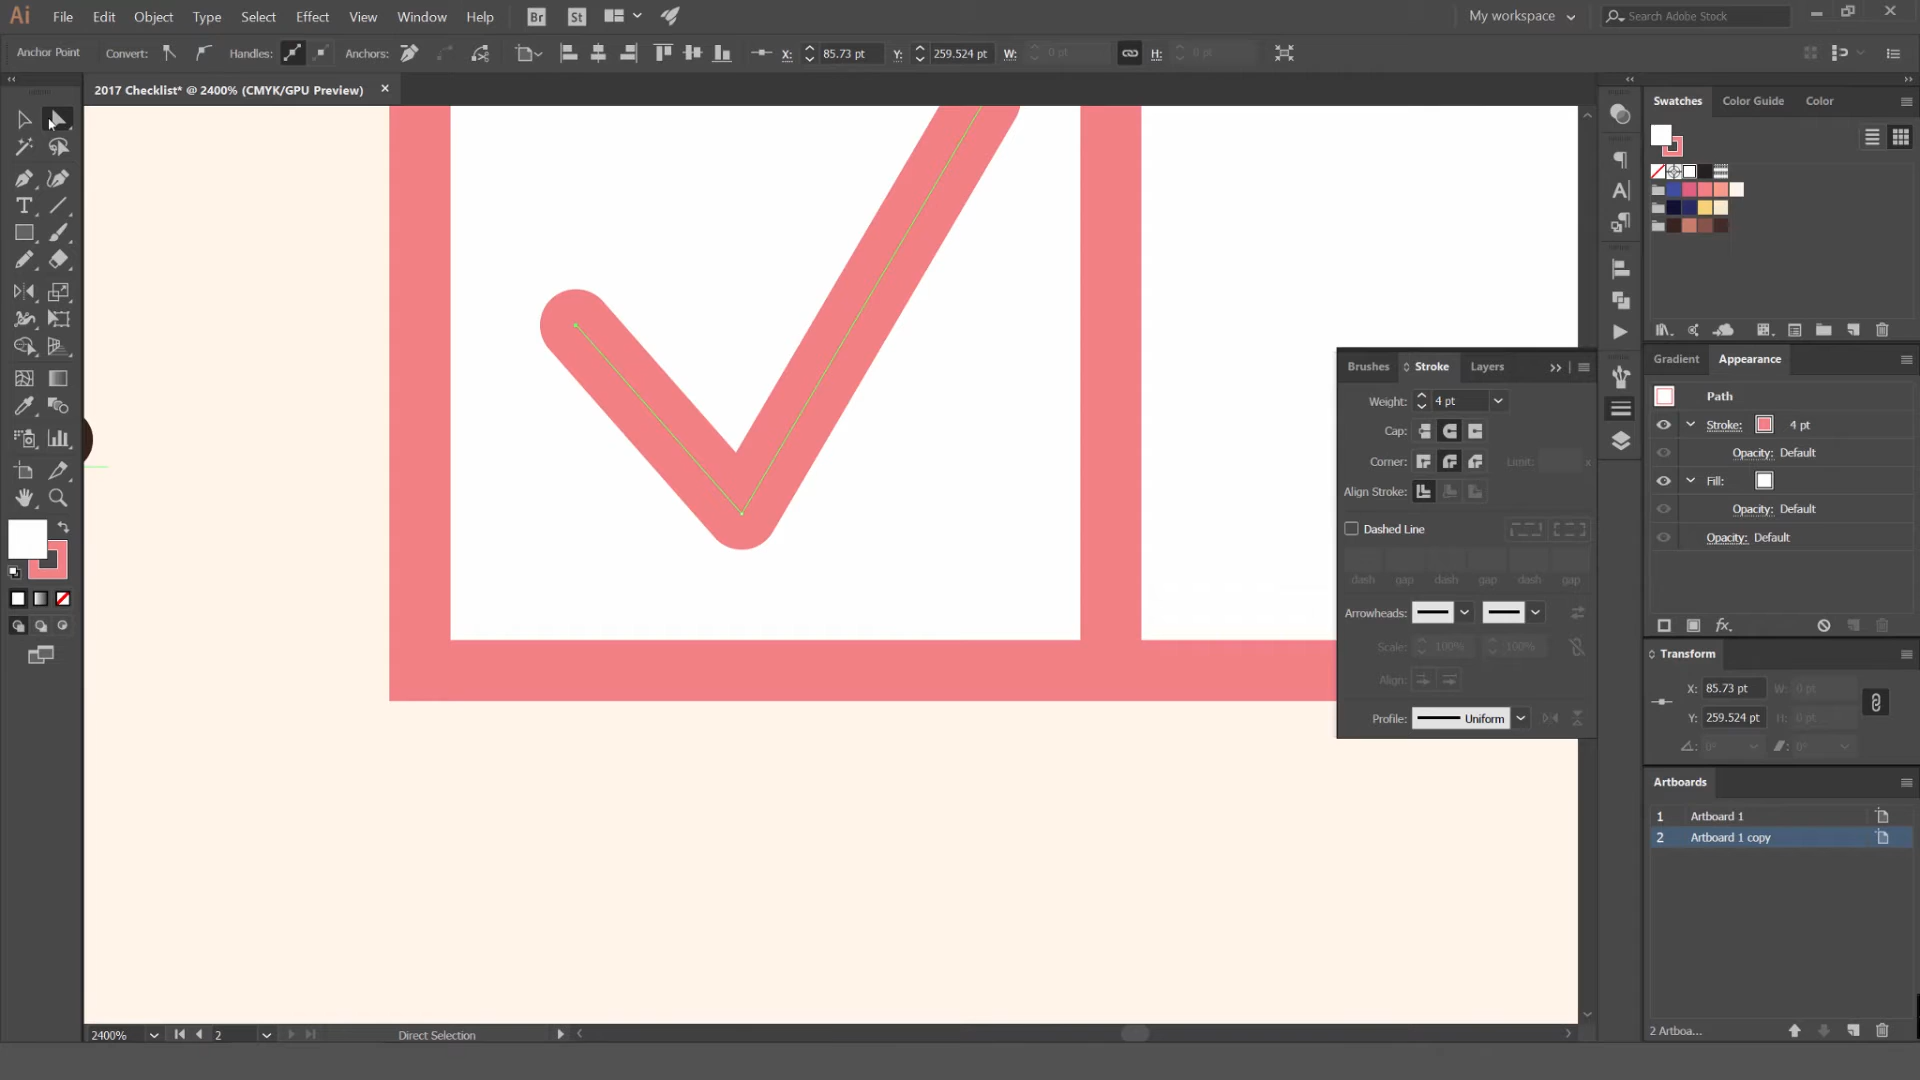 Ai File Edit Object Type Select Effect View Window Help Br St My workspace Search Adobe Stock
Anchor Point Convert: Handles: Anchors: X: 85.73 pt Y: 259.524 pt W: 0 pt H: 0 pt
2017 Checklist* @ 2400% (CMYK/GPU Preview) ×
Swatches Color Guide Color
Brushes Stroke Layers
Weight: 4 pt
Cap:
Corner: Limit: x
Align Stroke:
Dashed Line
dash gap dash gap dash gap
Arrowheads:
Scale: 100% 100%
Align:
Profile: Uniform
Gradient Appearance
Path
Stroke: 4 pt
Opacity: Default
Fill:
Opacity: Default
Opacity: Default
fx.
Transform
X: 85.73 pt W: 0 pt
Y: 259.524 pt H: 0 pt
0° 0°
Artboards
1 Artboard 1
2 Artboard 1 copy
2 Artboa...
2400% 2 Direct Selection